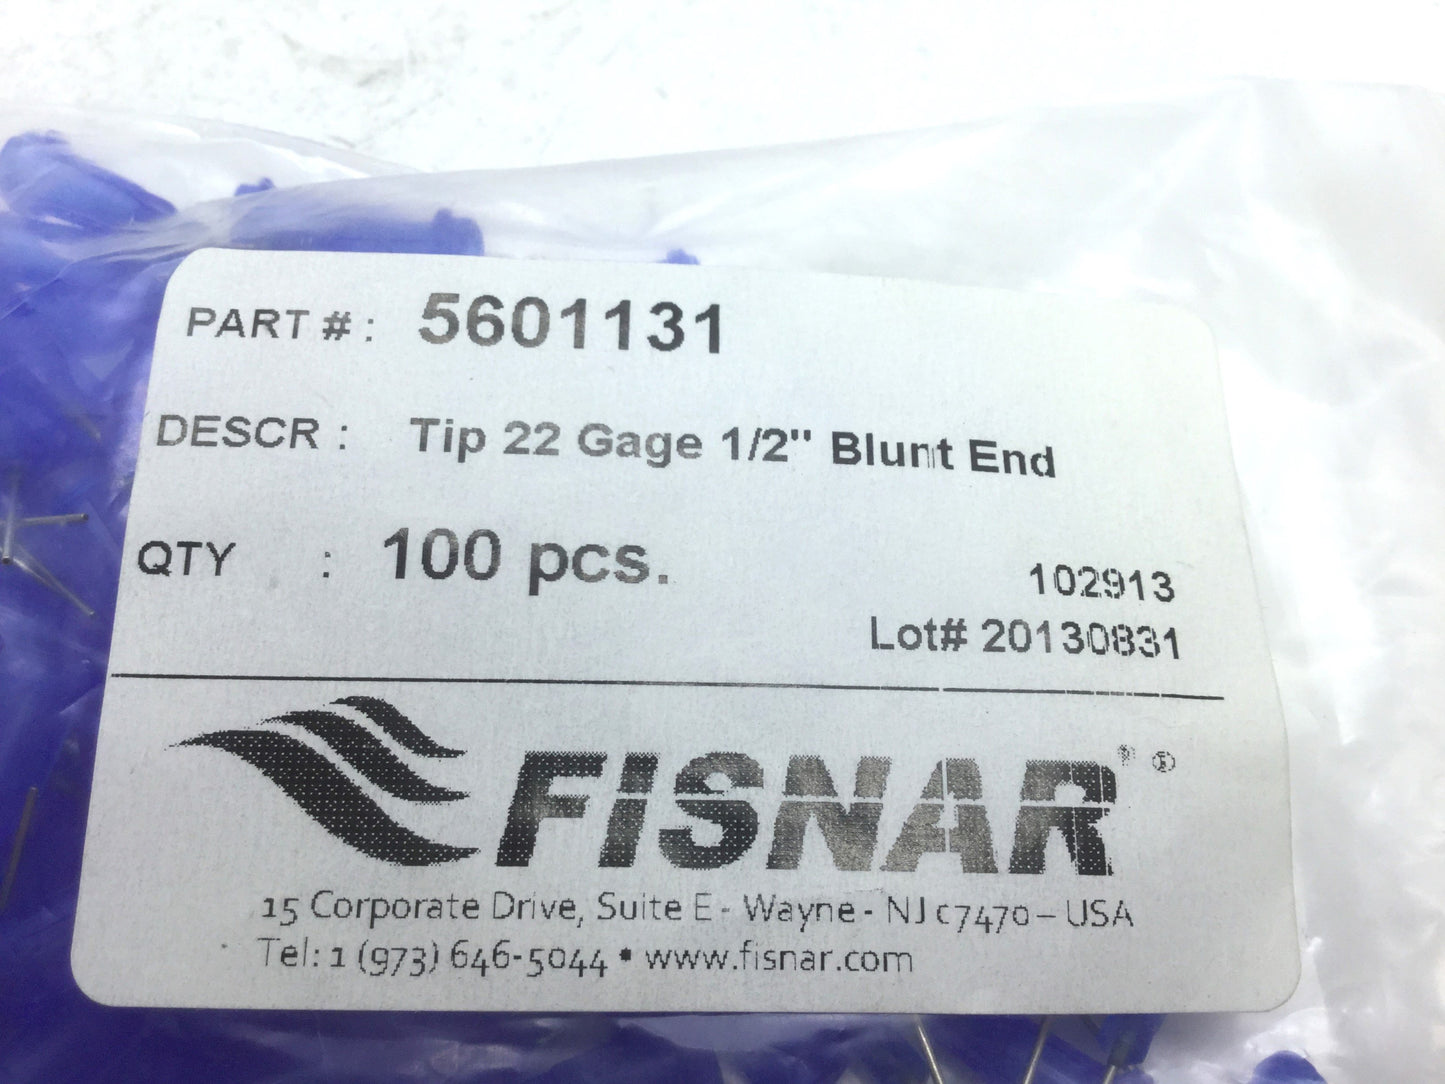 PART # : 5601131
DESCR : Tip 22 Gage 1/2" Blunt End
QTY : 100 pcs.
102913
Lot# 20130831
FISNAR ® ®
15 Corporate Drive, Suite E - Wayne - NJ 07470 – USA
Tel: 1 (973) 646-5044 • www.fisnar.com